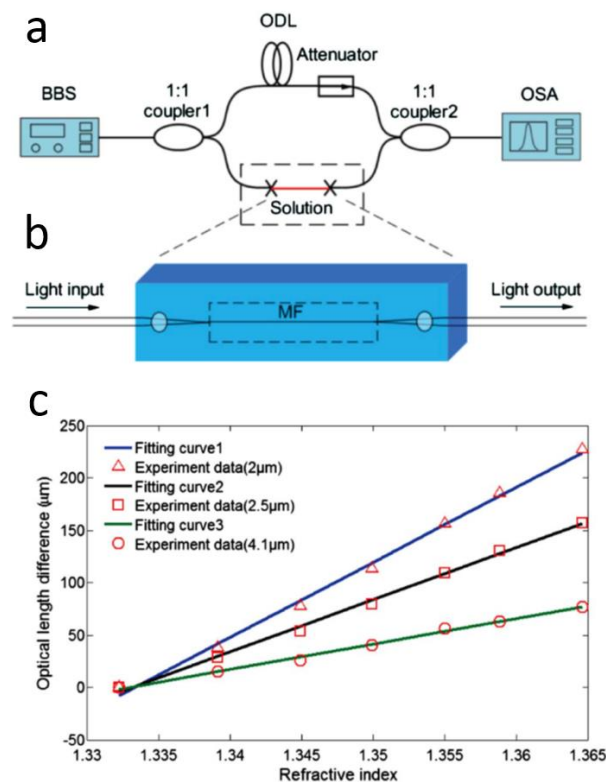 a
ODL
Attenuator
BBS
1:1
coupler1
1:1
coupler2
OSA
Solution
b
Light input
MF
Light output
c
250
200
150
100
50
0
-50
Optical length difference (μm)
Fitting curve1
Experiment data(2μm)
Fitting curve2
Experiment data(2.5μm)
Fitting curve3
Experiment data(4.1μm)
1.33 1.335 1.34 1.345 1.35 1.355 1.36 1.365
Refractive index